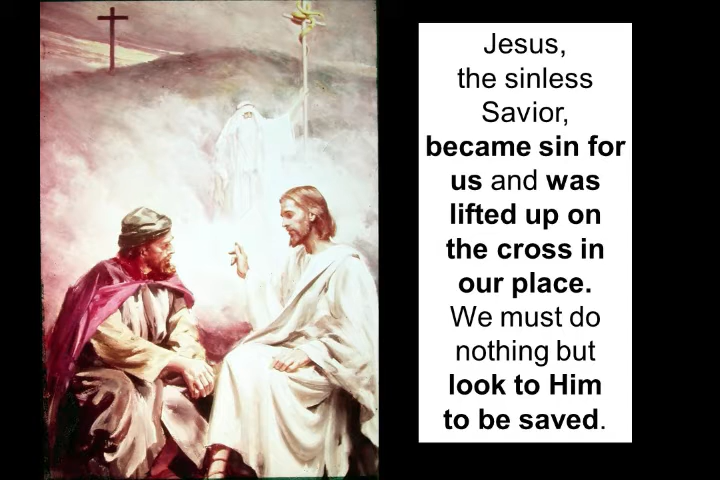 Jesus,
the sinless
Savior,
became sin for
us and was
lifted up on
the cross in
our place.
We must do
nothing but
look to Him
to be saved.